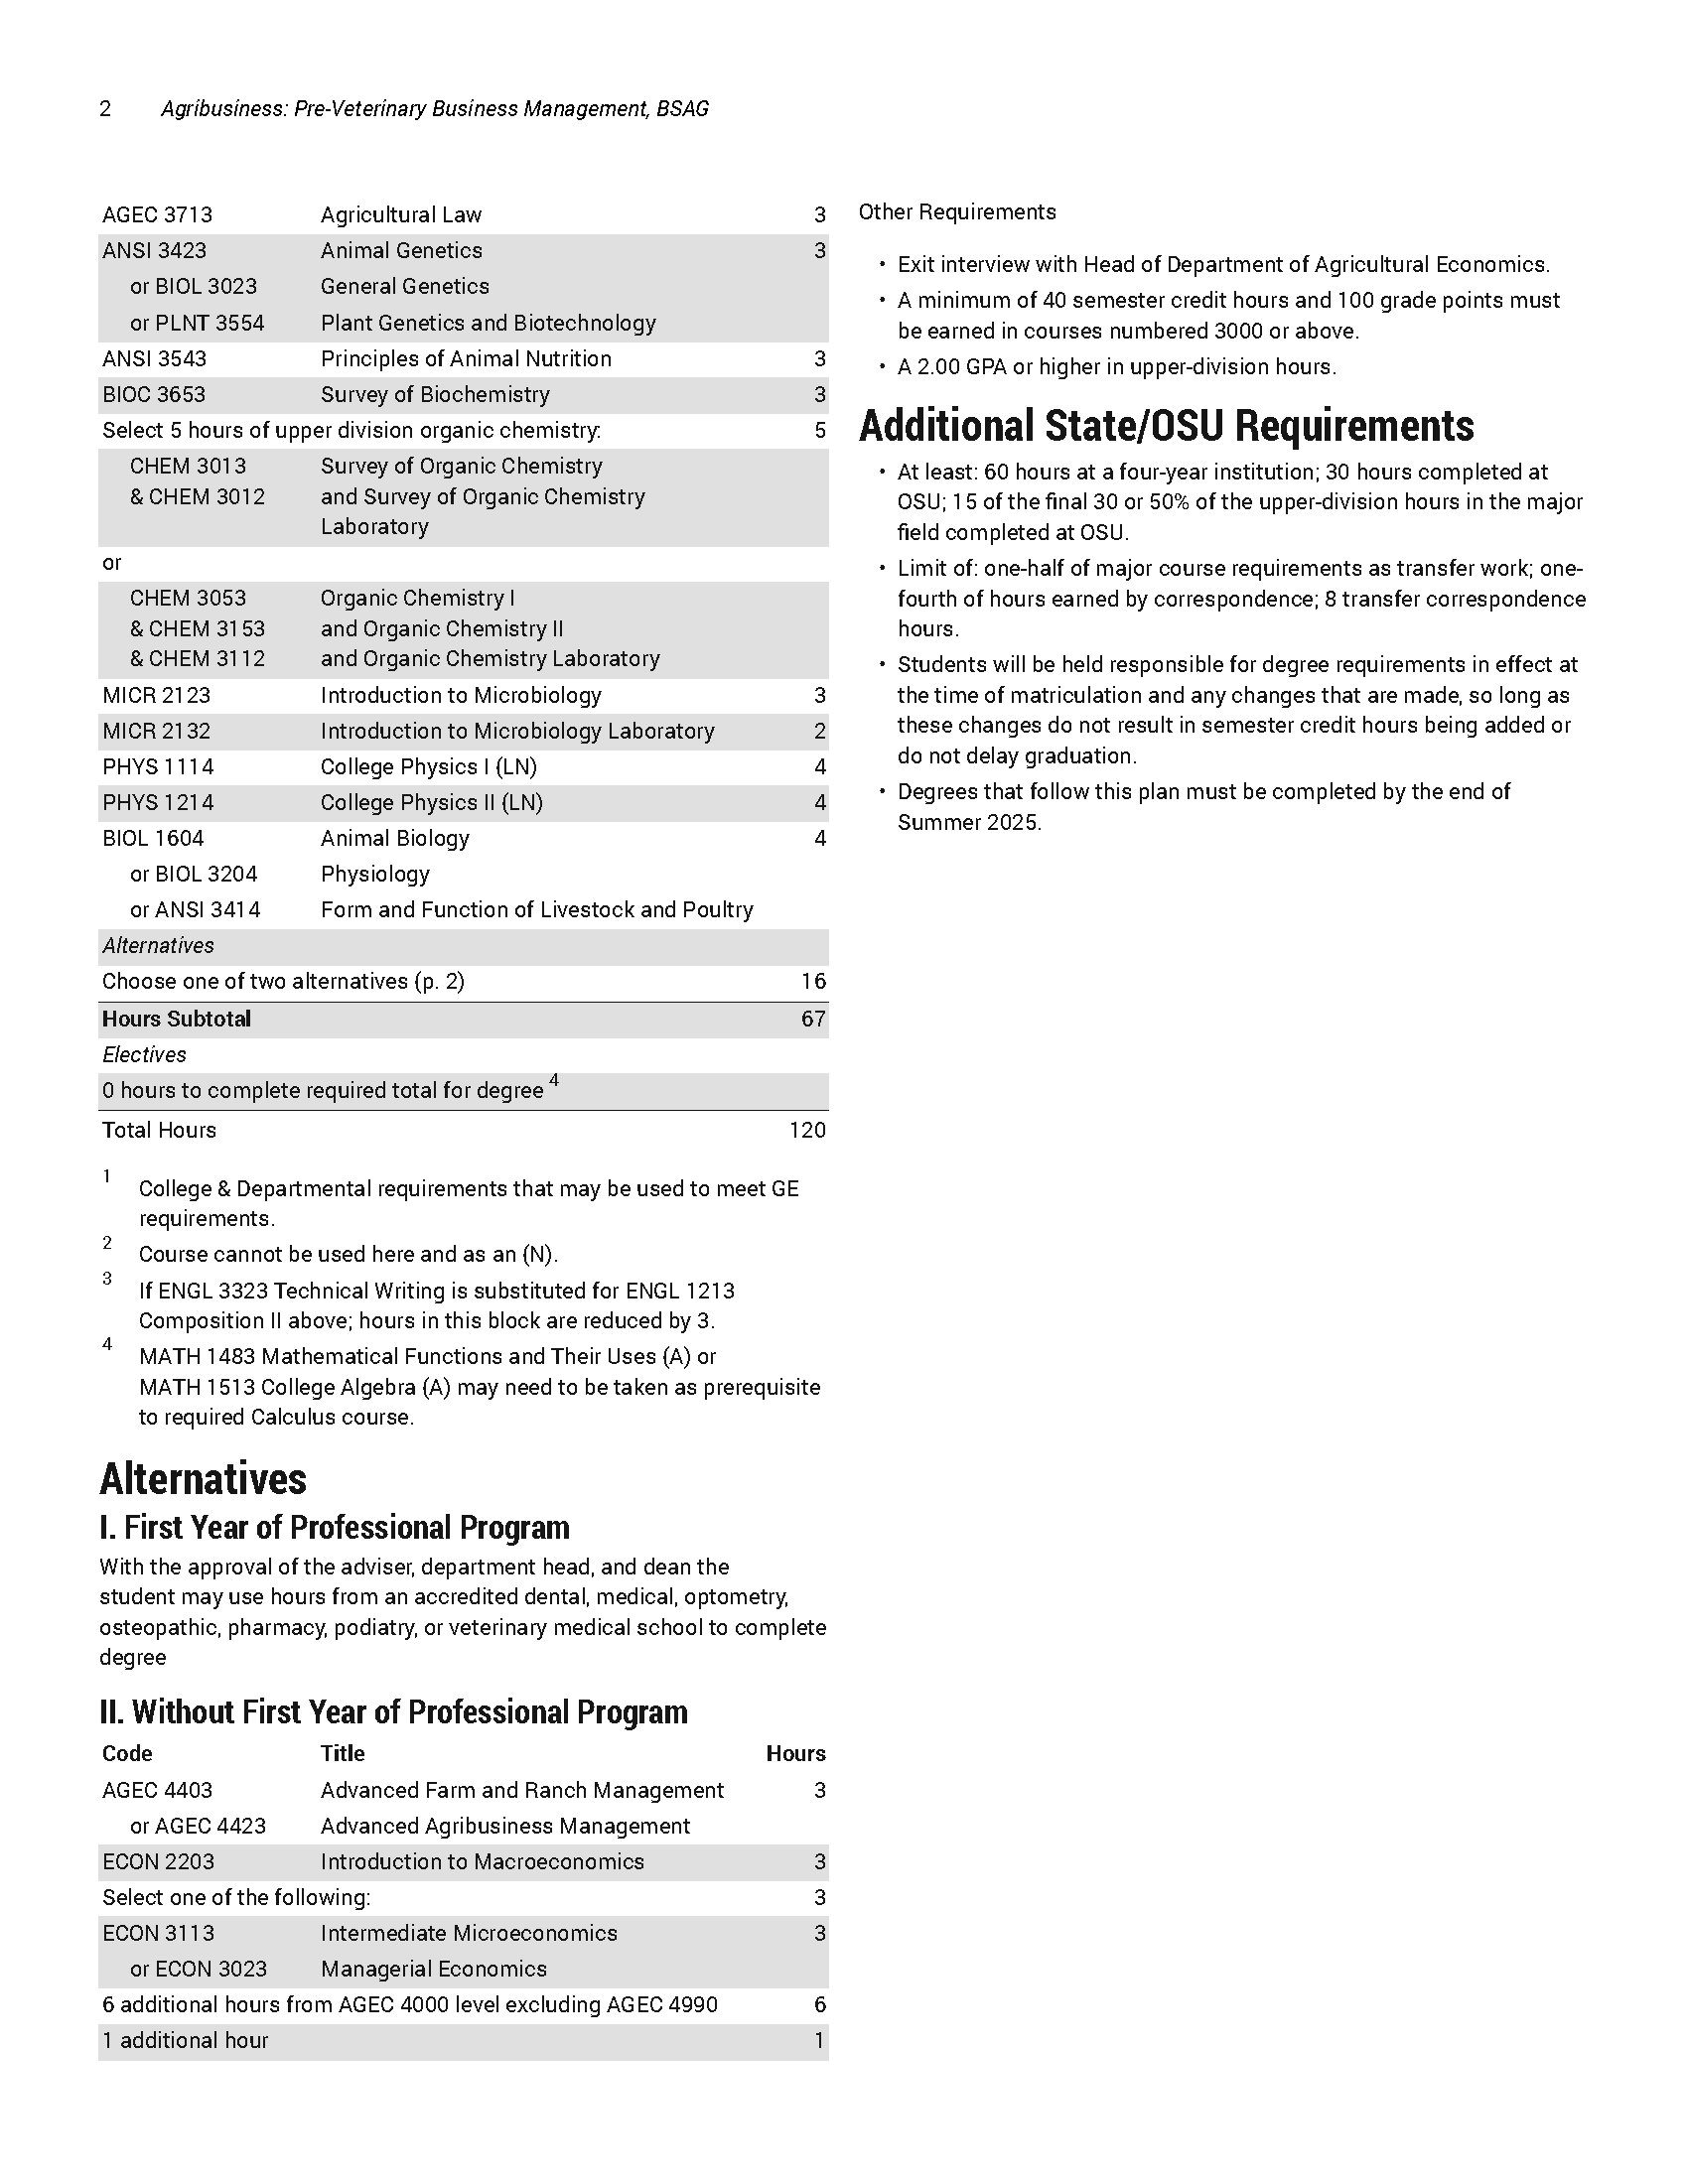 2 Agribusiness: Pre-Veterinary Business Management, BSAG
AGEC 3713 Agricultural Law 3
ANSI 3423 Animal Genetics 3
or BIOL 3023 General Genetics
or PLNT 3554 Plant Genetics and Biotechnology
ANSI 3543 Principles of Animal Nutrition 3
BIOC 3653 Survey of Biochemistry 3
Select 5 hours of upper division organic chemistry: 5
CHEM 3013 Survey of Organic Chemistry
& CHEM 3012 and Survey of Organic Chemistry
Laboratory
or
CHEM 3053 Organic Chemistry I
& CHEM 3153 and Organic Chemistry II
& CHEM 3112 and Organic Chemistry Laboratory
MICR 2123 Introduction to Microbiology 3
MICR 2132 Introduction to Microbiology Laboratory 2
PHYS 1114 College Physics I (LN) 4
PHYS 1214 College Physics II (LN) 4
BIOL 1604 Animal Biology 4
or BIOL 3204 Physiology
or ANSI 3414 Form and Function of Livestock and Poultry
Alternatives
Choose one of two alternatives (p. 2) 16
Hours Subtotal 67
Electives
0 hours to complete required total for degree 4
Total Hours 120
1 College & Departmental requirements that may be used to meet GE
requirements.
2 Course cannot be used here and as an (N).
3 If ENGL 3323 Technical Writing is substituted for ENGL 1213
Composition II above; hours in this block are reduced by 3.
4 MATH 1483 Mathematical Functions and Their Uses (A) or
MATH 1513 College Algebra (A) may need to be taken as prerequisite
to required Calculus course.
Alternatives
I. First Year of Professional Program
With the approval of the adviser, department head, and dean the
student may use hours from an accredited dental, medical, optometry,
osteopathic, pharmacy, podiatry, or veterinary medical school to complete
degree
II. Without First Year of Professional Program
Code Title Hours
AGEC 4403 Advanced Farm and Ranch Management 3
or AGEC 4423 Advanced Agribusiness Management
ECON 2203 Introduction to Macroeconomics 3
Select one of the following: 3
ECON 3113 Intermediate Microeconomics 3
or ECON 3023 Managerial Economics
6 additional hours from AGEC 4000 level excluding AGEC 4990 6
1 additional hour 1
Other Requirements
• Exit interview with Head of Department of Agricultural Economics.
• A minimum of 40 semester credit hours and 100 grade points must
be earned in courses numbered 3000 or above.
• A 2.00 GPA or higher in upper-division hours.
Additional State/OSU Requirements
• At least: 60 hours at a four-year institution; 30 hours completed at
OSU; 15 of the final 30 or 50% of the upper-division hours in the major
field completed at OSU.
• Limit of: one-half of major course requirements as transfer work; one-
fourth of hours earned by correspondence; 8 transfer correspondence
hours.
• Students will be held responsible for degree requirements in effect at
the time of matriculation and any changes that are made, so long as
these changes do not result in semester credit hours being added or
do not delay graduation.
• Degrees that follow this plan must be completed by the end of
Summer 2025.